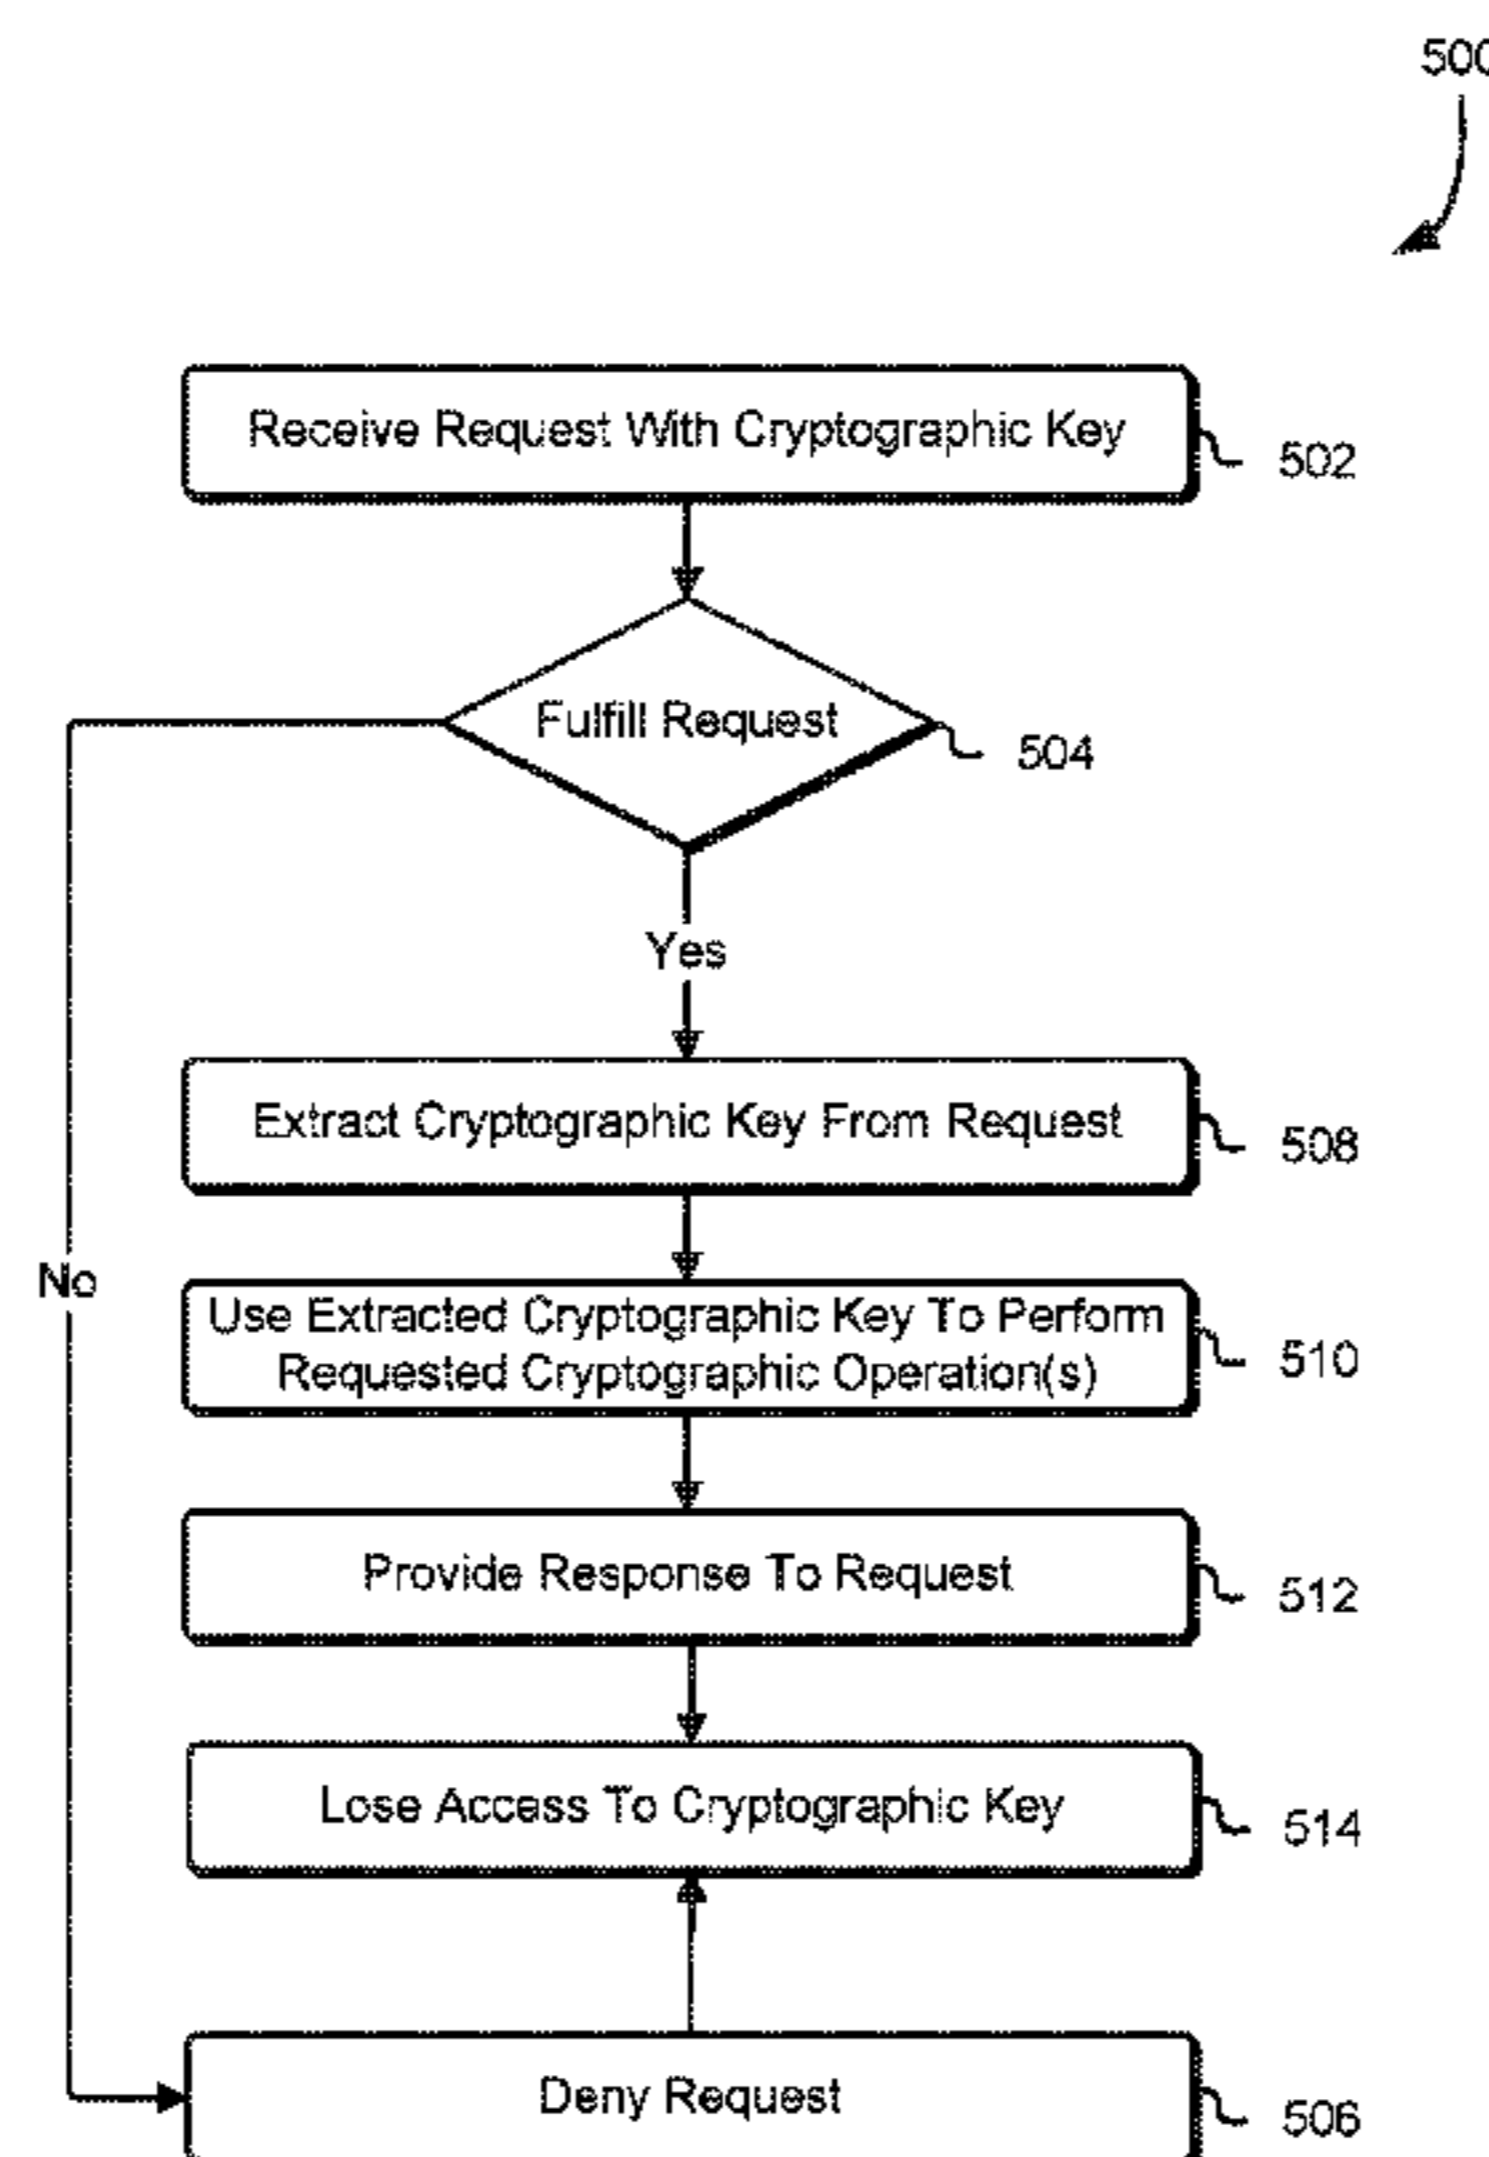 500
Receive Request With Cryptographic Key
502
Fulfill Request
504
Yes
Extract Cryptographic Key From Request
508
No
Use Extracted Cryptographic Key To Perform
Requested Cryptographic Operation(s)
510
Provide Response To Request
512
Lose Access To Cryptographic Key
514
Deny Request
506